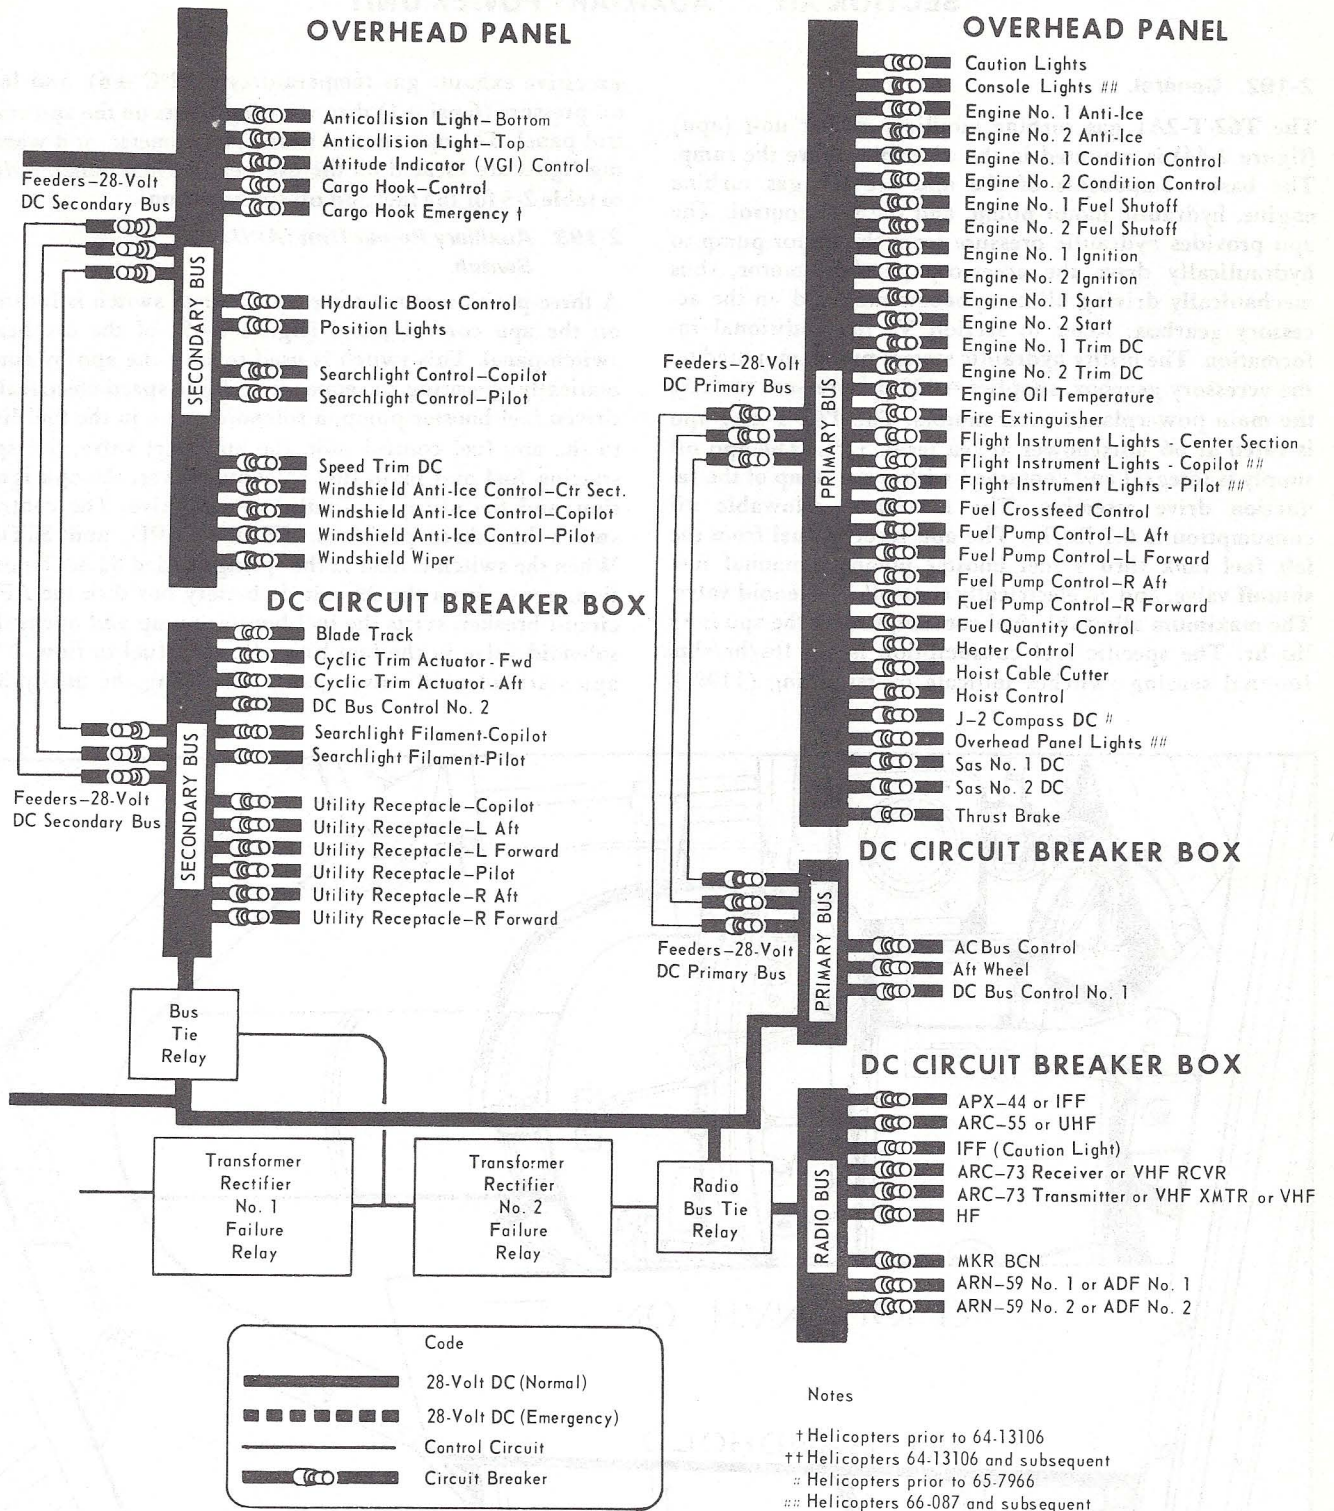 OVERHEAD PANEL
Anticollision Light–Bottom
Anticollision Light–Top
Attitude Indicator (VGI) Control
Cargo Hook–Control
Cargo Hook Emergency †
Feeders–28-Volt
DC Secondary Bus
SECONDARY BUS
Hydraulic Boost Control
Position Lights
Searchlight Control–Copilot
Searchlight Control–Pilot
Speed Trim DC
Windshield Anti-Ice Control–Ctr Sect.
Windshield Anti-Ice Control–Copilot
Windshield Anti-Ice Control–Pilot
Windshield Wiper
DC CIRCUIT BREAKER BOX
Blade Track
Cyclic Trim Actuator-Fwd
Cyclic Trim Actuator-Aft
DC Bus Control No. 2
Searchlight Filament-Copilot
Searchlight Filament-Pilot
SECONDARY BUS
Feeders–28-Volt
DC Secondary Bus
Utility Receptacle–Copilot
Utility Receptacle–L Aft
Utility Receptacle–L Forward
Utility Receptacle–Pilot
Utility Receptacle–R Aft
Utility Receptacle–R Forward
Bus
Tie
Relay
OVERHEAD PANEL
Caution Lights
Console Lights ##
Engine No. 1 Anti-Ice
Engine No. 2 Anti-Ice
Engine No. 1 Condition Control
Engine No. 2 Condition Control
Engine No. 1 Fuel Shutoff
Engine No. 2 Fuel Shutoff
Engine No. 1 Ignition
Engine No. 2 Ignition
Engine No. 1 Start
Engine No. 2 Start
Engine No. 1 Trim DC
Engine No. 2 Trim DC
Engine Oil Temperature
Fire Extinguisher
Flight Instrument Lights - Center Section
Flight Instrument Lights - Copilot ##
Flight Instrument Lights - Pilot ##
Fuel Crossfeed Control
Fuel Pump Control–L Aft
Fuel Pump Control–L Forward
Fuel Pump Control–R Aft
Fuel Pump Control–R Forward
Fuel Quantity Control
Heater Control
Hoist Cable Cutter
Hoist Control
J–2 Compass DC #
Overhead Panel Lights ##
Sas No. 1 DC
Sas No. 2 DC
Thrust Brake
Feeders–28-Volt
DC Primary Bus
PRIMARY BUS
DC CIRCUIT BREAKER BOX
PRIMARY BUS
Feeders–28-Volt
DC Primary Bus
AC Bus Control
Aft Wheel
DC Bus Control No. 1
DC CIRCUIT BREAKER BOX
RADIO BUS
APX–44 or IFF
ARC–55 or UHF
IFF (Caution Light)
ARC–73 Receiver or VHF RCVR
ARC–73 Transmitter or VHF XMTR or VHF
HF
MKR BCN
ARN–59 No. 1 or ADF No. 1
ARN–59 No. 2 or ADF No. 2
Transformer
Rectifier
No. 1
Failure
Relay
Transformer
Rectifier
No. 2
Failure
Relay
Radio
Bus Tie
Relay
Code
28-Volt DC (Normal)
28-Volt DC (Emergency)
Control Circuit
Circuit Breaker
Notes
† Helicopters prior to 64-13106
†† Helicopters 64-13106 and subsequent
# Helicopters prior to 65-7966
## Helicopters 66-087 and subsequent